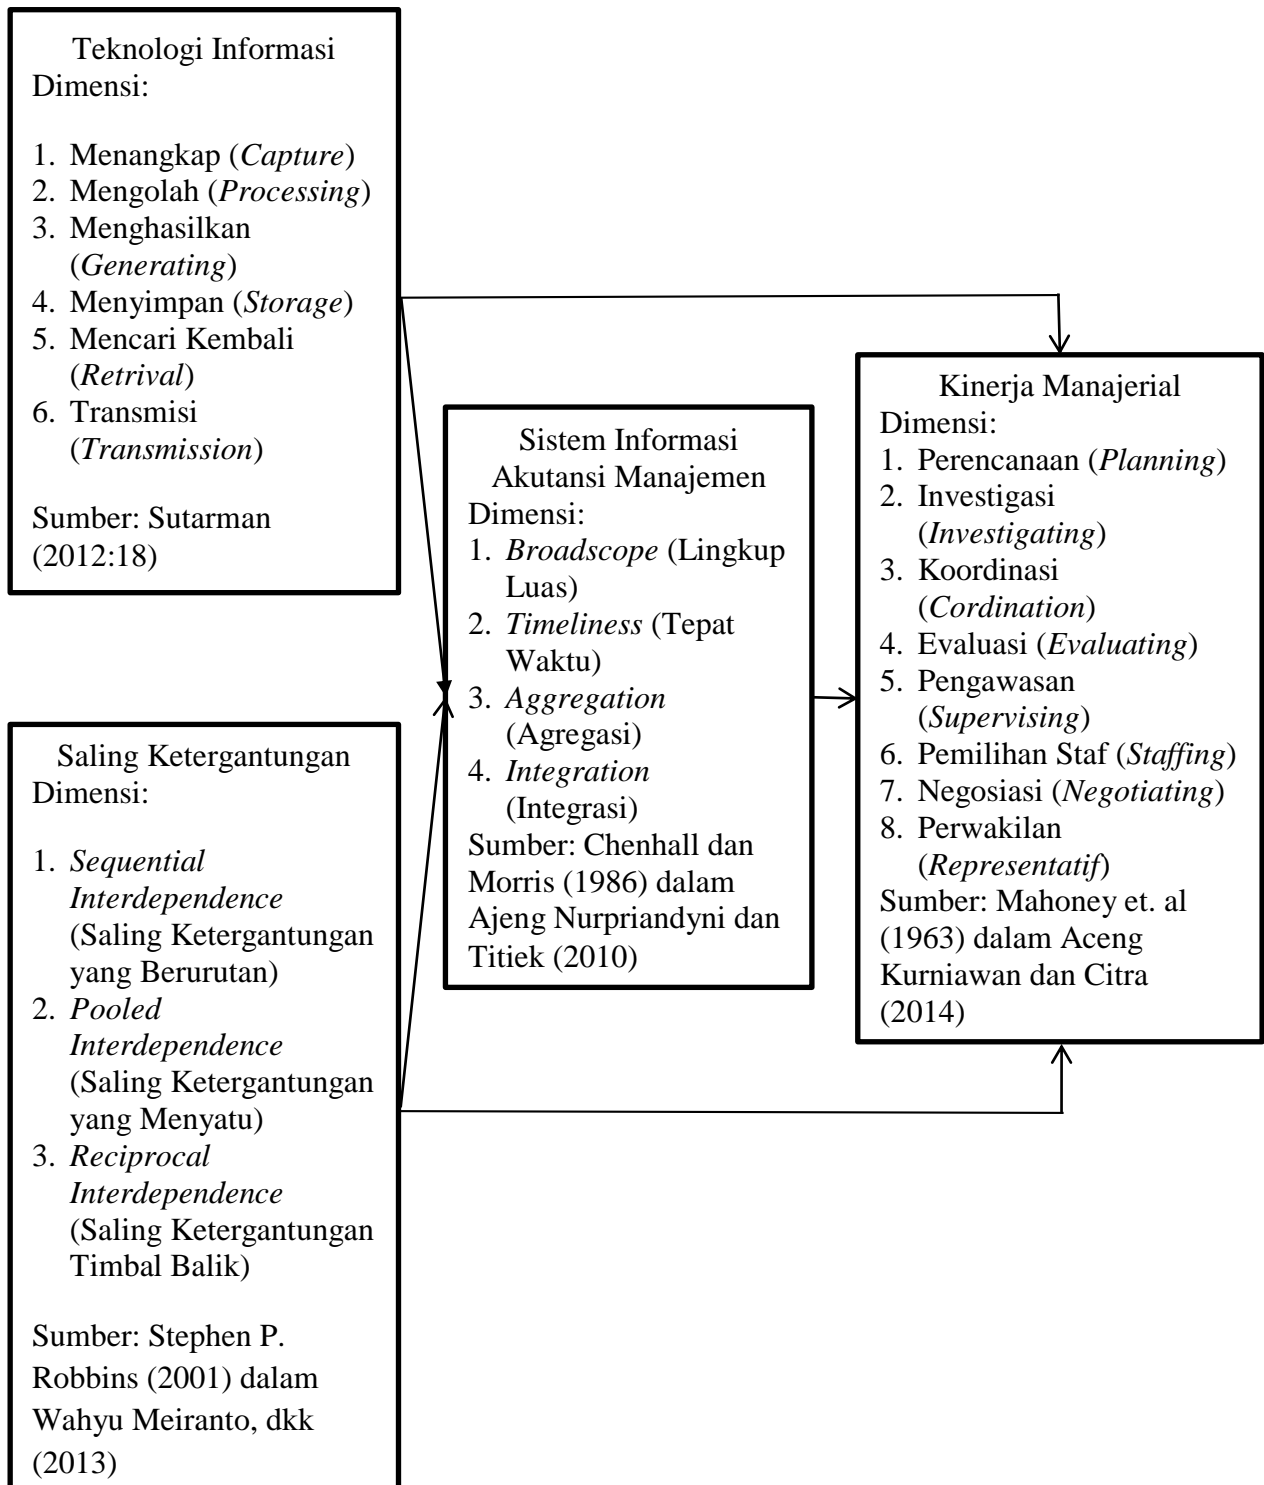 Teknologi Informasi
Dimensi:
1. Menangkap (Capture)
2. Mengolah (Processing)
3. Menghasilkan
(Generating)
4. Menyimpan (Storage)
5. Mencari Kembali
(Retrival)
6. Transmisi
(Transmission)
Sumber: Sutarman
(2012:18)
Saling Ketergantungan
Dimensi:
1. Sequential
Interdependence
(Saling Ketergantungan
yang Berurutan)
2. Pooled
Interdependence
(Saling Ketergantungan
yang Menyatu)
3. Reciprocal
Interdependence
(Saling Ketergantungan
Timbal Balik)
Sumber: Stephen P.
Robbins (2001) dalam
Wahyu Meiranto, dkk
(2013)
Sistem Informasi
Akutansi Manajemen
Dimensi:
1. Broadscope (Lingkup
Luas)
2. Timeliness (Tepat
Waktu)
3. Aggregation
(Agregasi)
4. Integration
(Integrasi)
Sumber: Chenhall dan
Morris (1986) dalam
Ajeng Nurpriandyni dan
Titiek (2010)
Kinerja Manajerial
Dimensi:
1. Perencanaan (Planning)
2. Investigasi
(Investigating)
3. Koordinasi
(Cordination)
4. Evaluasi (Evaluating)
5. Pengawasan
(Supervising)
6. Pemilihan Staf (Staffing)
7. Negosiasi (Negotiating)
8. Perwakilan
(Representatif)
Sumber: Mahoney et. al
(1963) dalam Aceng
Kurniawan dan Citra
(2014)